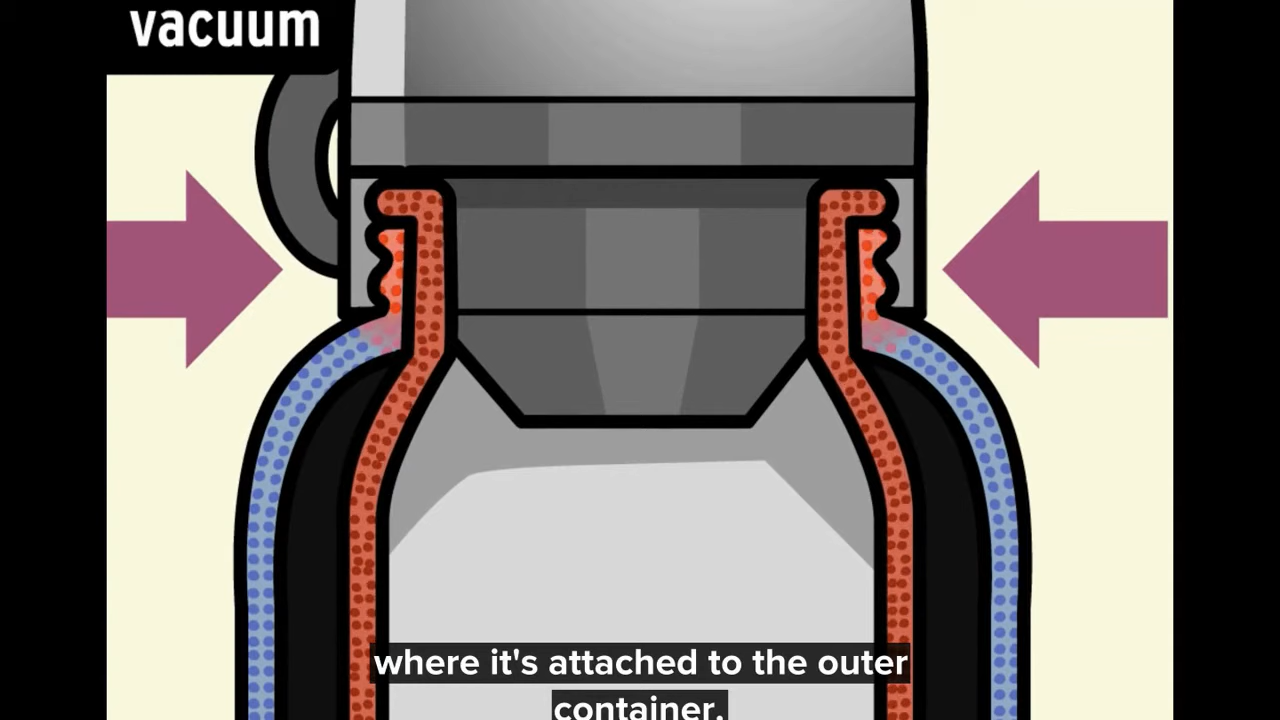 vacuum
where it's attached to the outer
container.